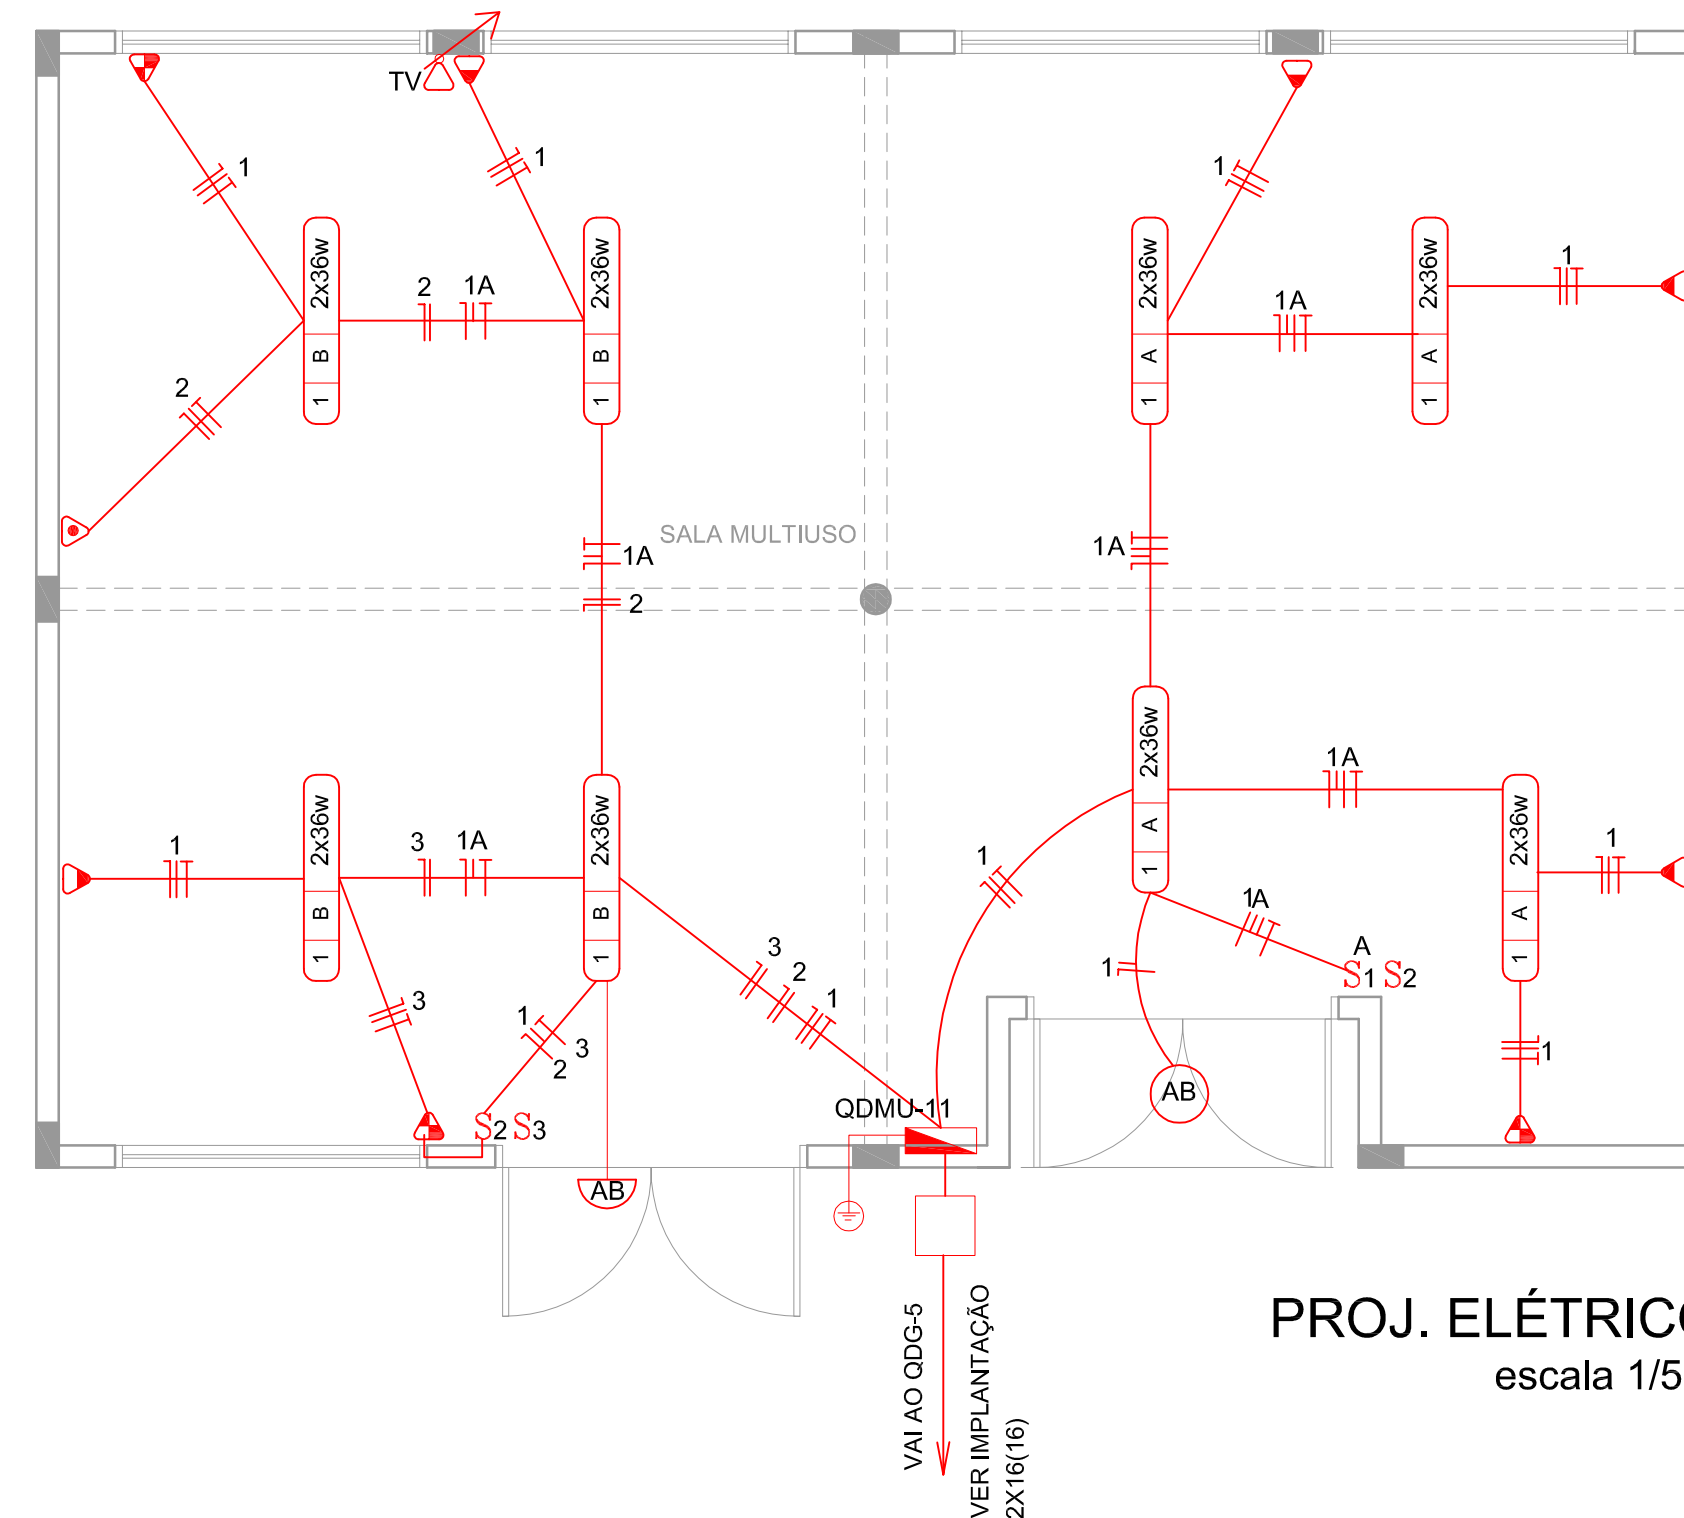 TV
1
1
1
2x36w
B
1
2x36w
B
1
2x36w
A
1
2x36w
A
1
2
1A
1A
1
2
SALA MULTIUSO
1A
2
1A
2x36w
B
1
2x36w
B
1
2x36w
A
1
2x36w
A
1
1
3
1A
1
1A
1
3
2
1
3
1
2
3
1A
A
S1 S2
1
1
S2 S3
QDMU-11
AB
AB
VAI AO QDG-5
VER IMPLANTAÇÃO
2X16(16)
PROJ. ELÉTRIC
escala 1/5